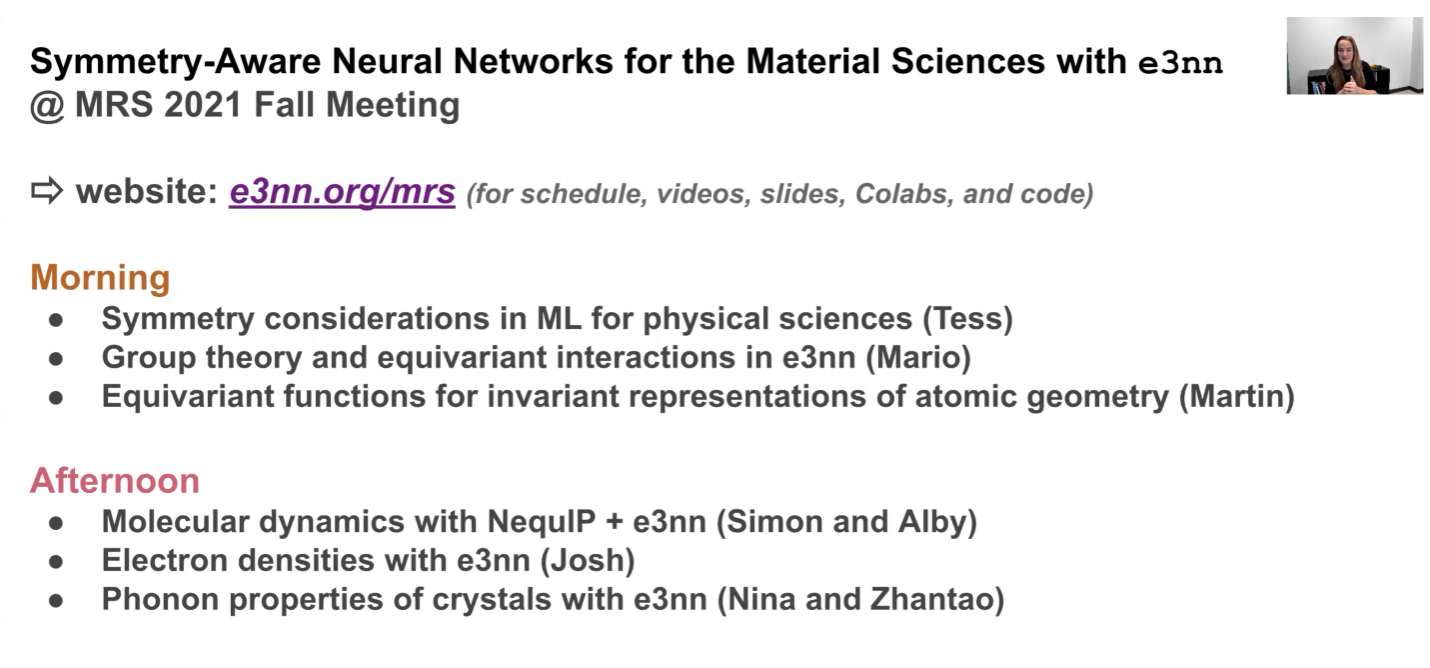 Symmetry-Aware Neural Networks for the Material Sciences with e3nn
@ MRS 2021 Fall Meeting
⇨ website: e3nn.org/mrs (for schedule, videos, slides, Colabs, and code)
Morning
● Symmetry considerations in ML for physical sciences (Tess)
● Group theory and equivariant interactions in e3nn (Mario)
● Equivariant functions for invariant representations of atomic geometry (Martin)
Afternoon
● Molecular dynamics with NequIP + e3nn (Simon and Alby)
● Electron densities with e3nn (Josh)
● Phonon properties of crystals with e3nn (Nina and Zhantao)